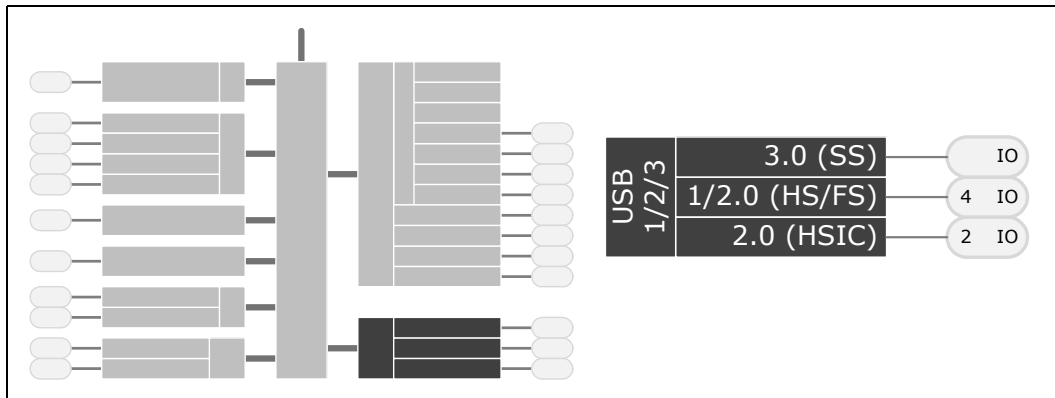 USB
1/2/3
3.0 (SS)
IO
1/2.0 (HS/FS)
4 IO
2.0 (HSIC)
2 IO